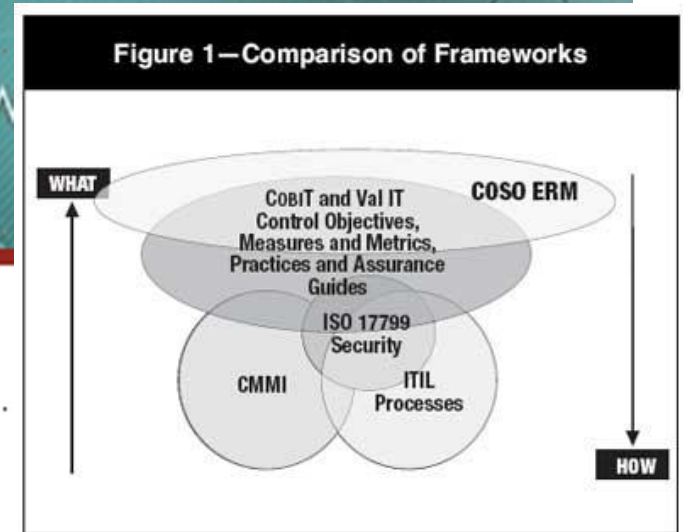 Figure 1—Comparison of Frameworks
WHAT
COSO ERM
COBIT and Val IT
Control Objectives,
Measures and Metrics,
Practices and Assurance
Guides
ISO 17799
Security
CMMI
ITIL
Processes
HOW